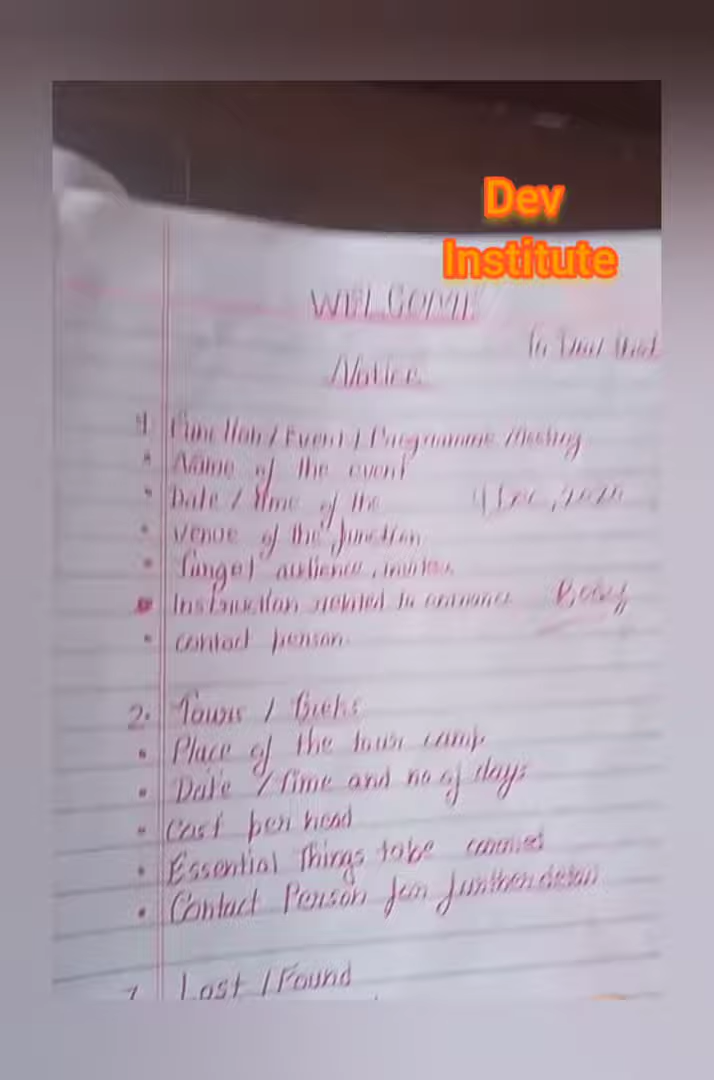 Dev
Institute
WELCOME
Notice
1. Function / Event / Programme / Meeting
• Name of the event
• Date / time of the
• Venue of the function
• Target audience, invitees
• Instruction related to entrance
• contact person.
2. Tours / Treks
• Place of the tour camp
• Date / Time and no of days
• Cost per head
• Essential Things to be carried
• Contact Person for further detail
Lost / Found